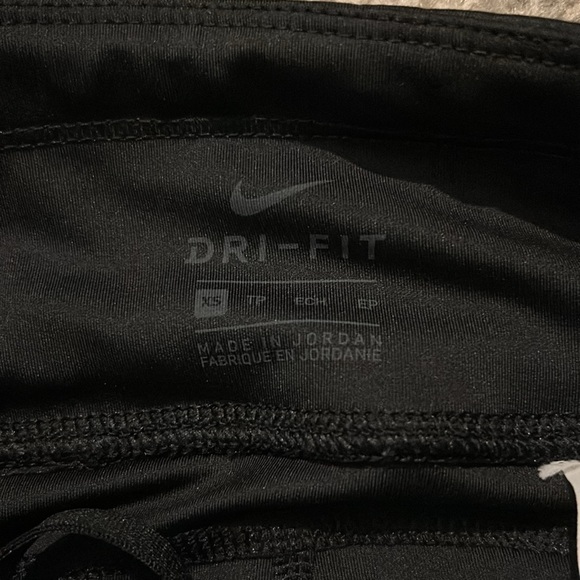 DRI-FIT
XS TP ECH EP
MADE IN JORDAN
FABRIQUE EN JORDANIE